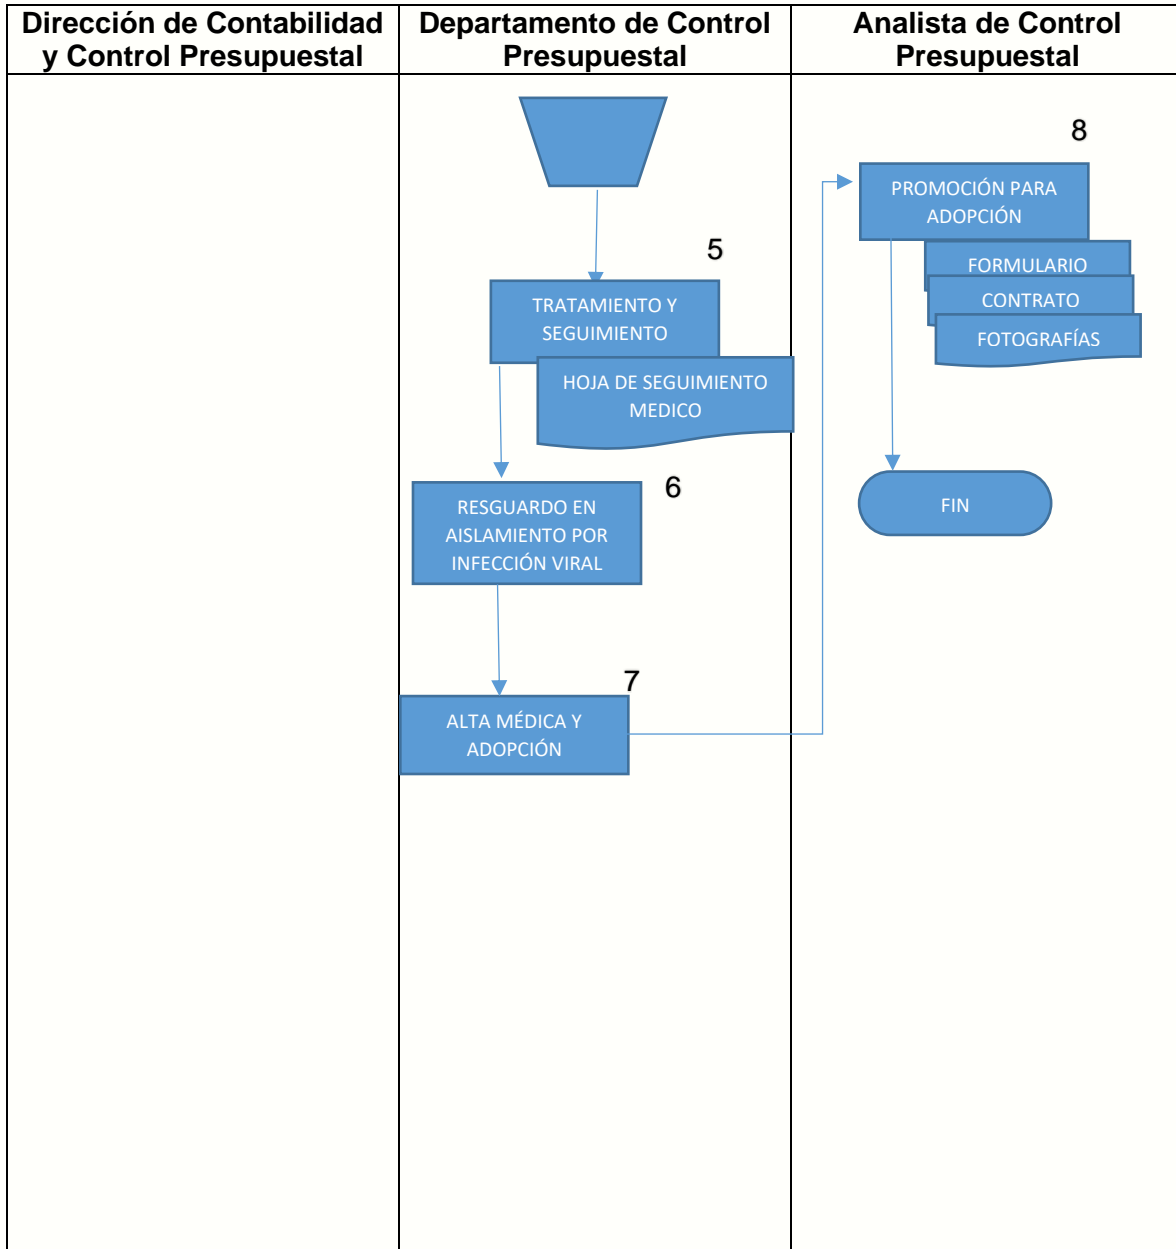 Dirección de Contabilidad
y Control Presupuestal
Departamento de Control
Presupuestal
Analista de Control
Presupuestal
5
TRATAMIENTO Y
SEGUIMIENTO
HOJA DE SEGUIMIENTO
MEDICO
6
RESGUARDO EN
AISLAMIENTO POR
INFECCIÓN VIRAL
7
ALTA MÉDICA Y
ADOPCIÓN
8
PROMOCIÓN PARA
ADOPCIÓN
FORMULARIO
CONTRATO
FOTOGRAFÍAS
FIN